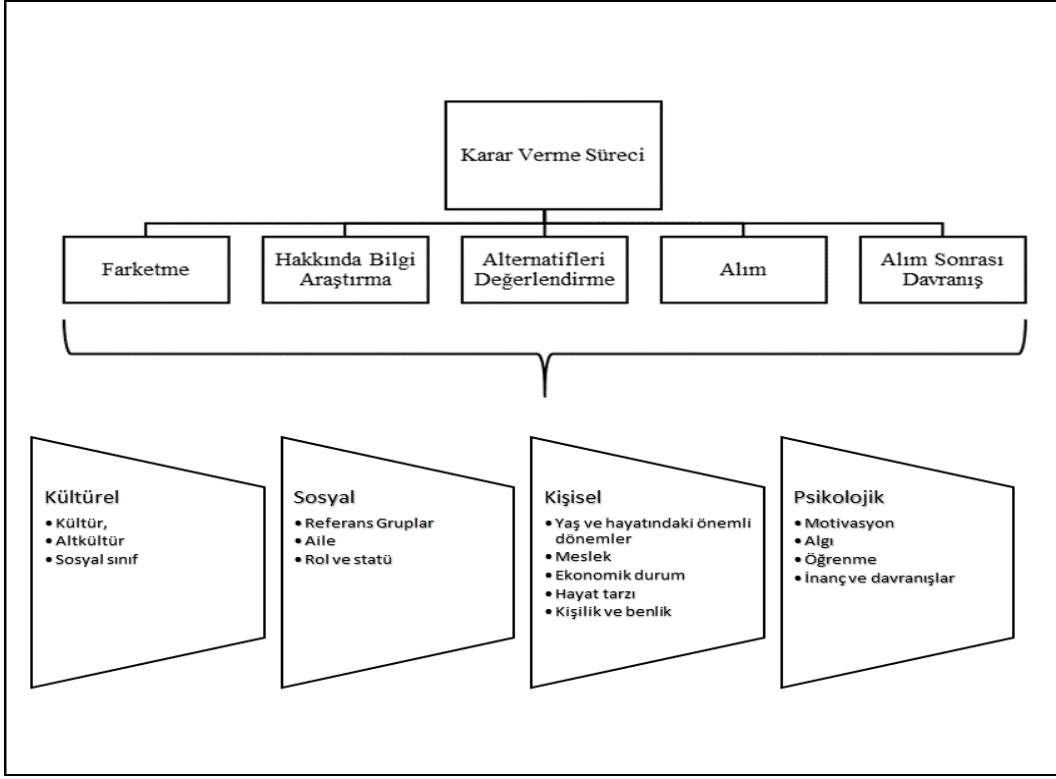 Karar Verme Süreci
Farketme
Hakkında Bilgi
Araştırma
Alternatifleri
Değerlendirme
Alım
Alım Sonrası
Davranış
Kültürel
• Kültür,
• Altkültür
• Sosyal sınıf
Sosyal
• Referans Gruplar
• Aile
• Rol ve statü
Kişisel
• Yaş ve hayatındaki önemli
dönemler
• Meslek
• Ekonomik durum
• Hayat tarzı
• Kişilik ve benlik
Psikolojik
• Motivasyon
• Algı
• Öğrenme
• İnanç ve davranışlar